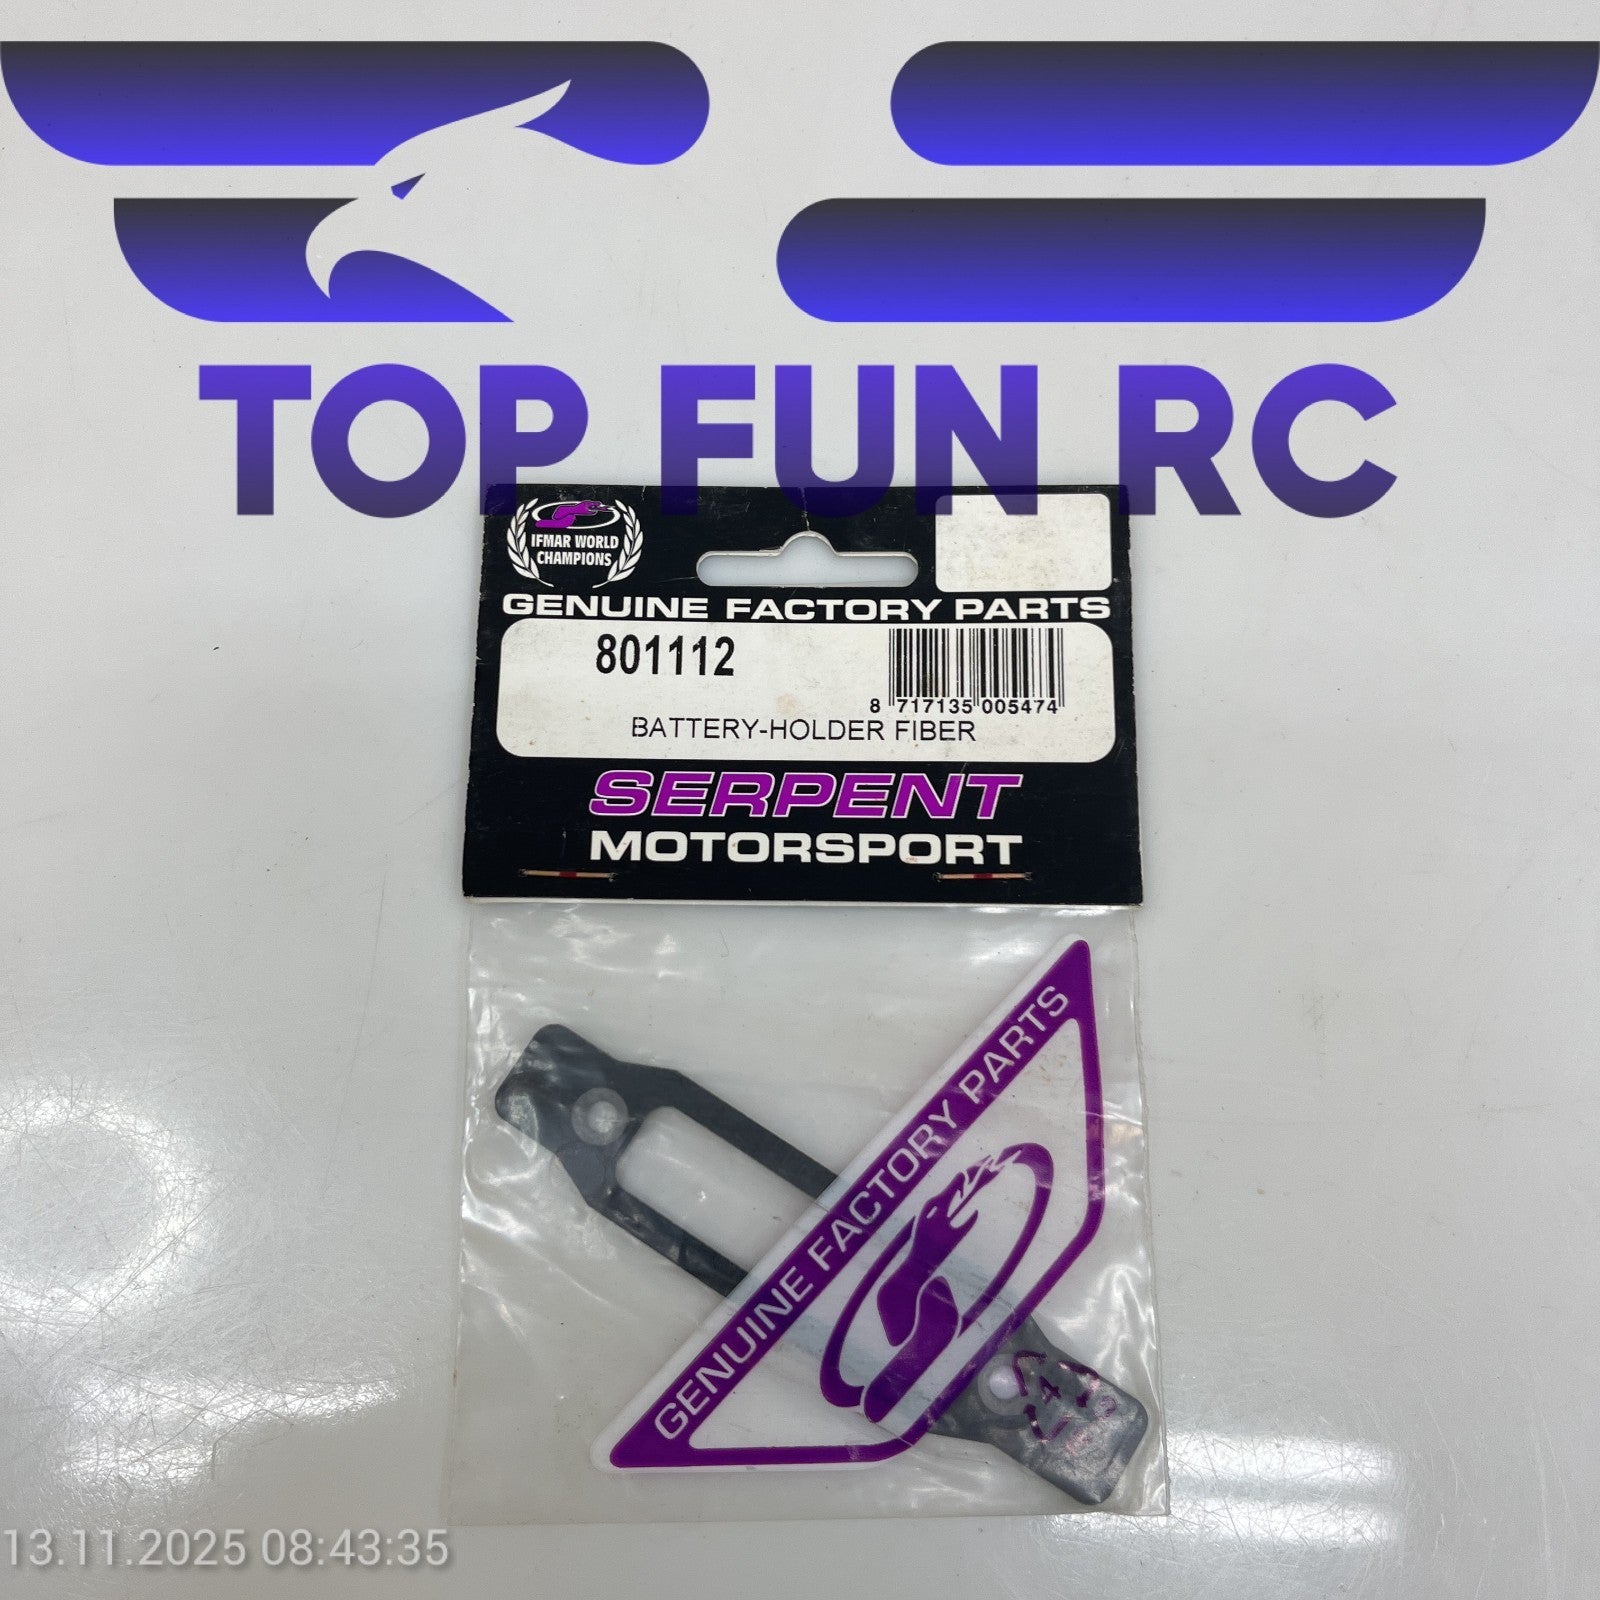 TOP FUN RC
IFMAR WORLD
CHAMPIONS
GENUINE FACTORY PARTS
801112
8 717135 005474
BATTERY-HOLDER FIBER
SERPENT
MOTORSPORT
GENUINE FACTORY PARTS
13.11.2025 08:43:35